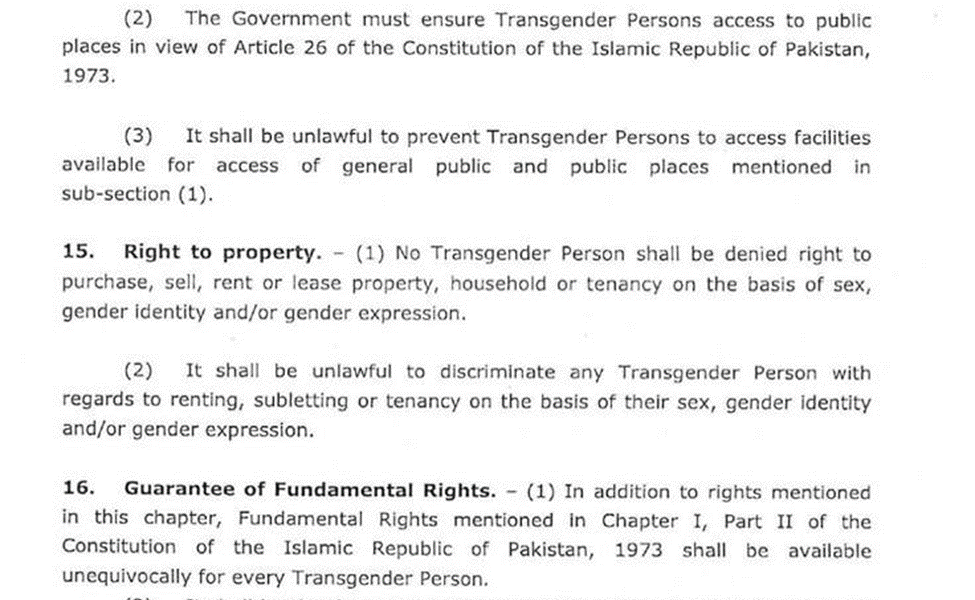 (2) The Government must ensure Transgender Persons access to public
places in view of Article 26 of the Constitution of the Islamic Republic of Pakistan,
1973.
(3) It shall be unlawful to prevent Transgender Persons to access facilities
available for access of general public and public places mentioned in
sub-section (1).
15. Right to property. – (1) No Transgender Person shall be denied right to
purchase, sell, rent or lease property, household or tenancy on the basis of sex,
gender identity and/or gender expression.
(2) It shall be unlawful to discriminate any Transgender Person with
regards to renting, subletting or tenancy on the basis of their sex, gender identity
and/or gender expression.
16. Guarantee of Fundamental Rights. – (1) In addition to rights mentioned
in this chapter, Fundamental Rights mentioned in Chapter I, Part II of the
Constitution of the Islamic Republic of Pakistan, 1973 shall be available
unequivocally for every Transgender Person.